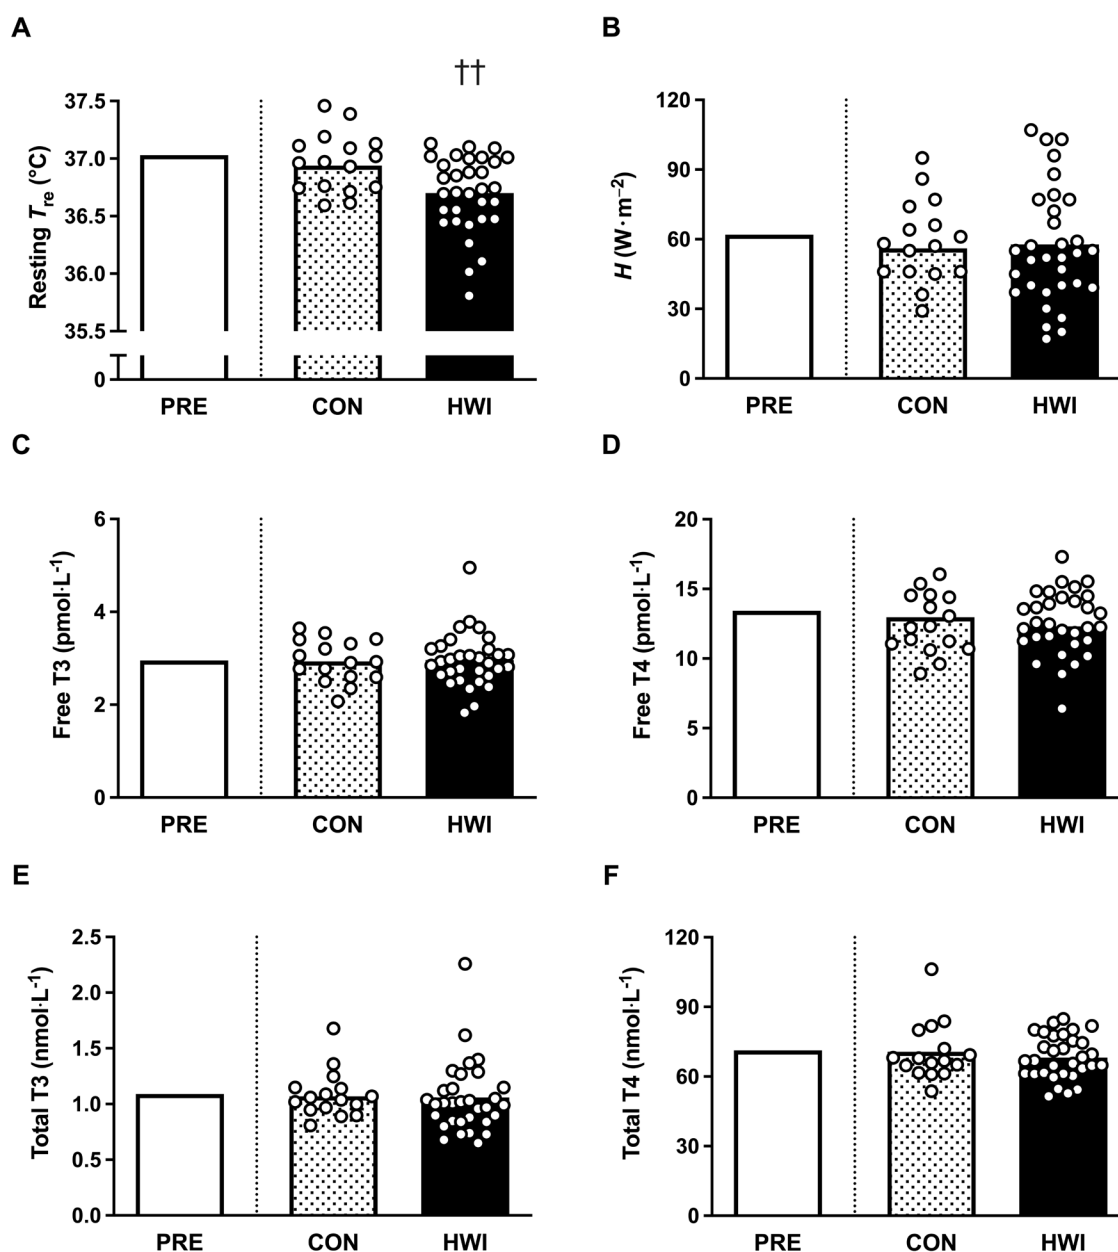 A
B
††
Resting Tre (°C)
37.5
37.0
36.5
36.0
35.5
0
PRE
CON
HWI
H (W·m−2)
120
90
60
30
0
PRE
CON
HWI
C
D
Free T3 (pmol·L-1)
6
4
2
0
PRE
CON
HWI
Free T4 (pmol·L-1)
20
15
10
5
0
PRE
CON
HWI
E
F
Total T3 (nmol·L-1)
2.5
2.0
1.5
1.0
0.5
0.0
PRE
CON
HWI
Total T4 (nmol·L-1)
120
90
60
30
0
PRE
CON
HWI